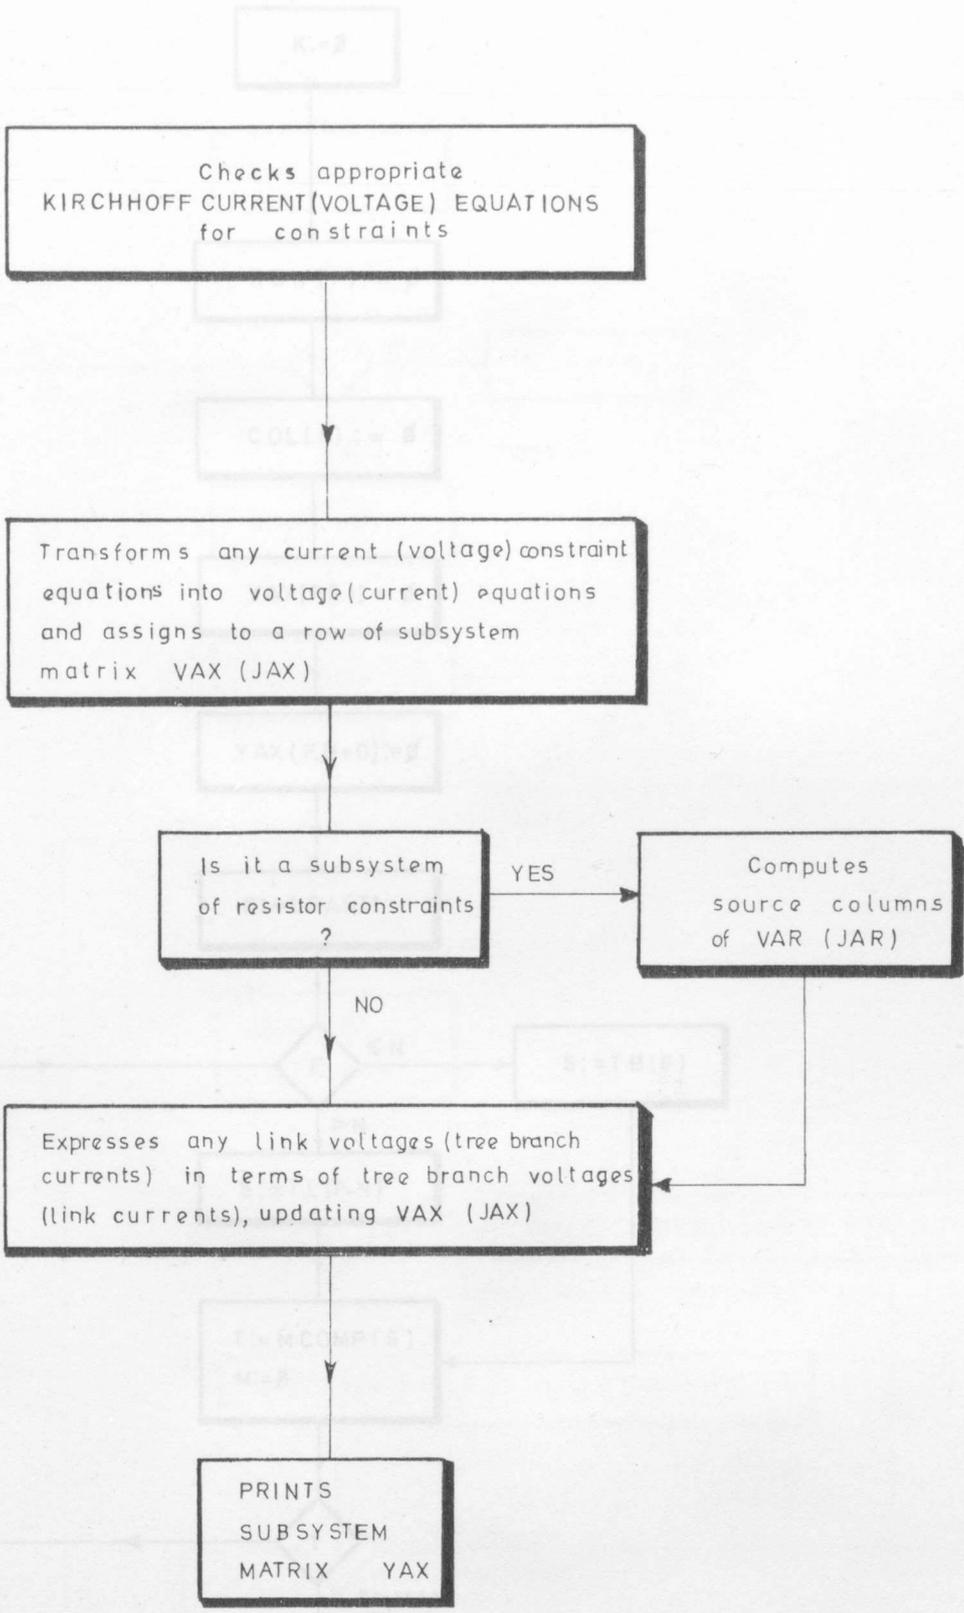 K:=Ø
Checks appropriate
KIRCHHOFF CURRENT(VOLTAGE) EQUATIONS
for constraints
COL( ):= Ø
Transforms any current (voltage) constraint
equations into voltage(current) equations
and assigns to a row of subsystem
matrix VAX (JAX)
Is it a subsystem
of resistor constraints
?
YES
Computes
source columns
of VAR (JAR)
NO
≤N
Expresses any link voltages (tree branch
currents) in terms of tree branch voltages
(link currents), updating VAX (JAX)
M:=Ø
PRINTS
SUBSYSTEM
MATRIX YAX